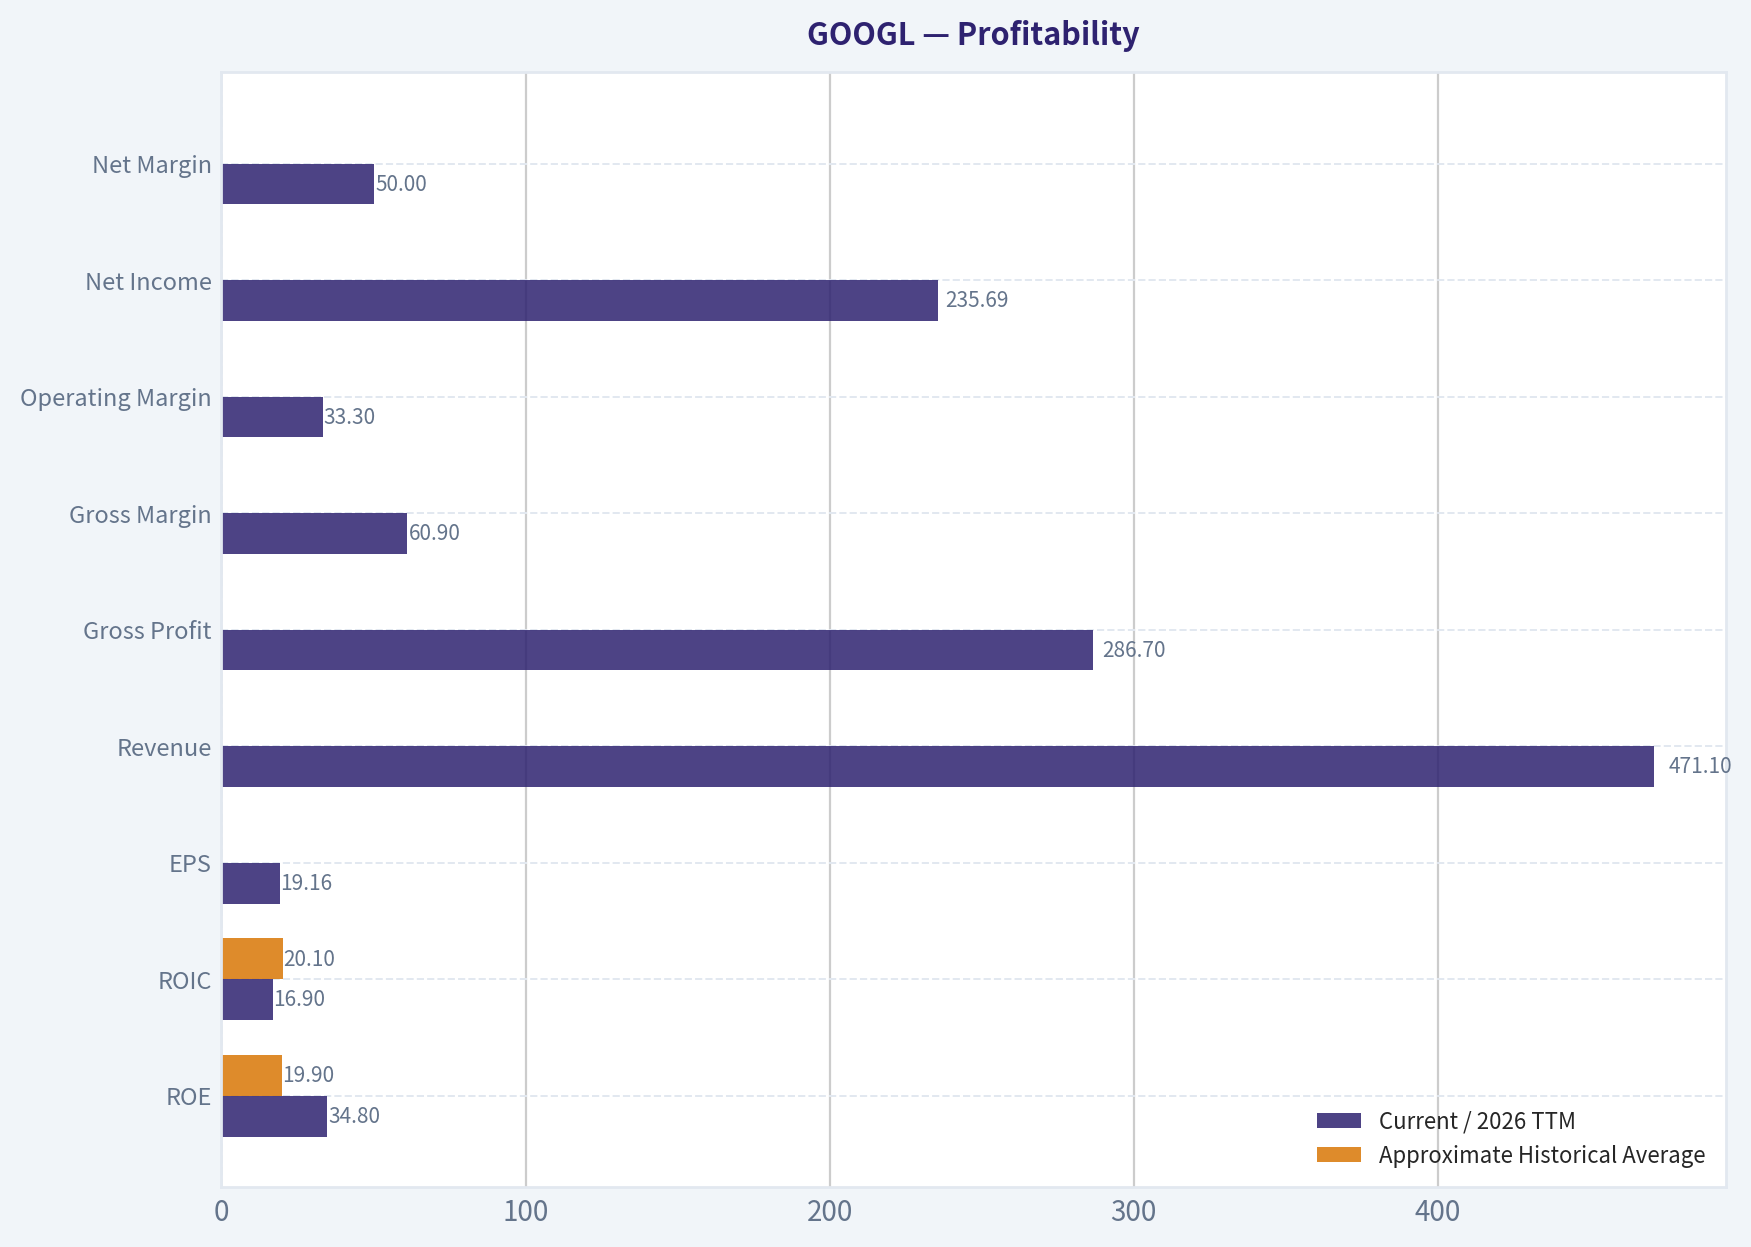 GOOGL — Profitability
Net Margin
50.00
Net Income
235.69
Operating Margin
33.30
Gross Margin
60.90
Gross Profit
286.70
Revenue
471.10
EPS
19.16
20.10
ROIC
16.90
19.90
ROE
34.80
Current / 2026 TTM
Approximate Historical Average
0 100 200 300 400